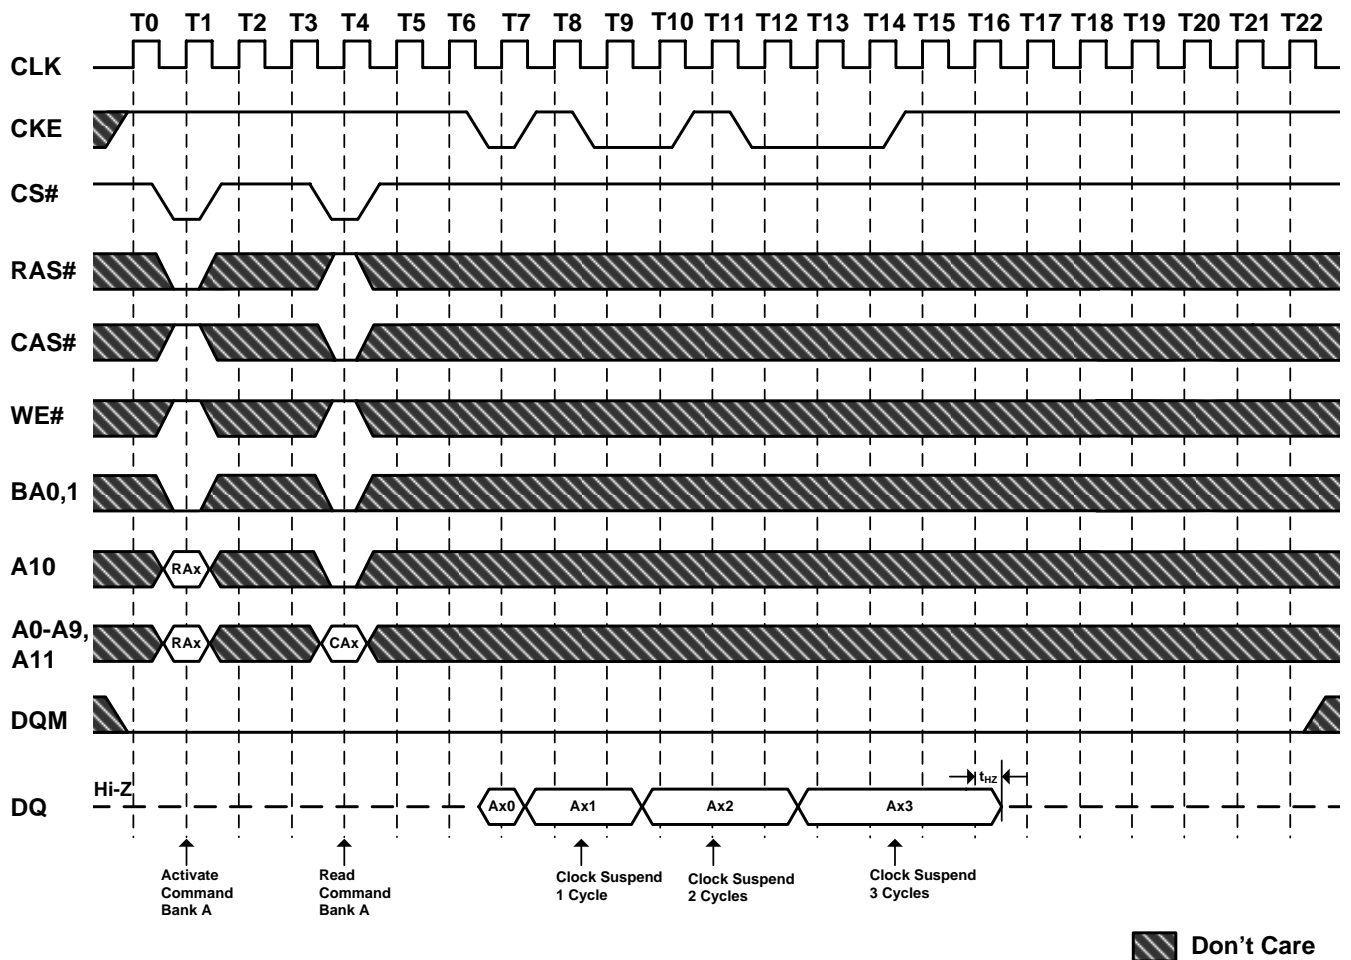 T0 T1 T2 T3 T4 T5 T6 T7 T8 T9 T10 T11 T12 T13 T14 T15 T16 T17 T18 T19 T20 T21 T22
CLK
CKE
CS#
RAS#
CAS#
WE#
BA0,1
A10
RAx
A0-A9,
A11
RAx
CAx
DQM
tHZ
Hi-Z
DQ
Ax0
Ax1
Ax2
Ax3
Activate
Command
Bank A
Read
Command
Bank A
Clock Suspend
1 Cycle
Clock Suspend
2 Cycles
Clock Suspend
3 Cycles
Don't Care